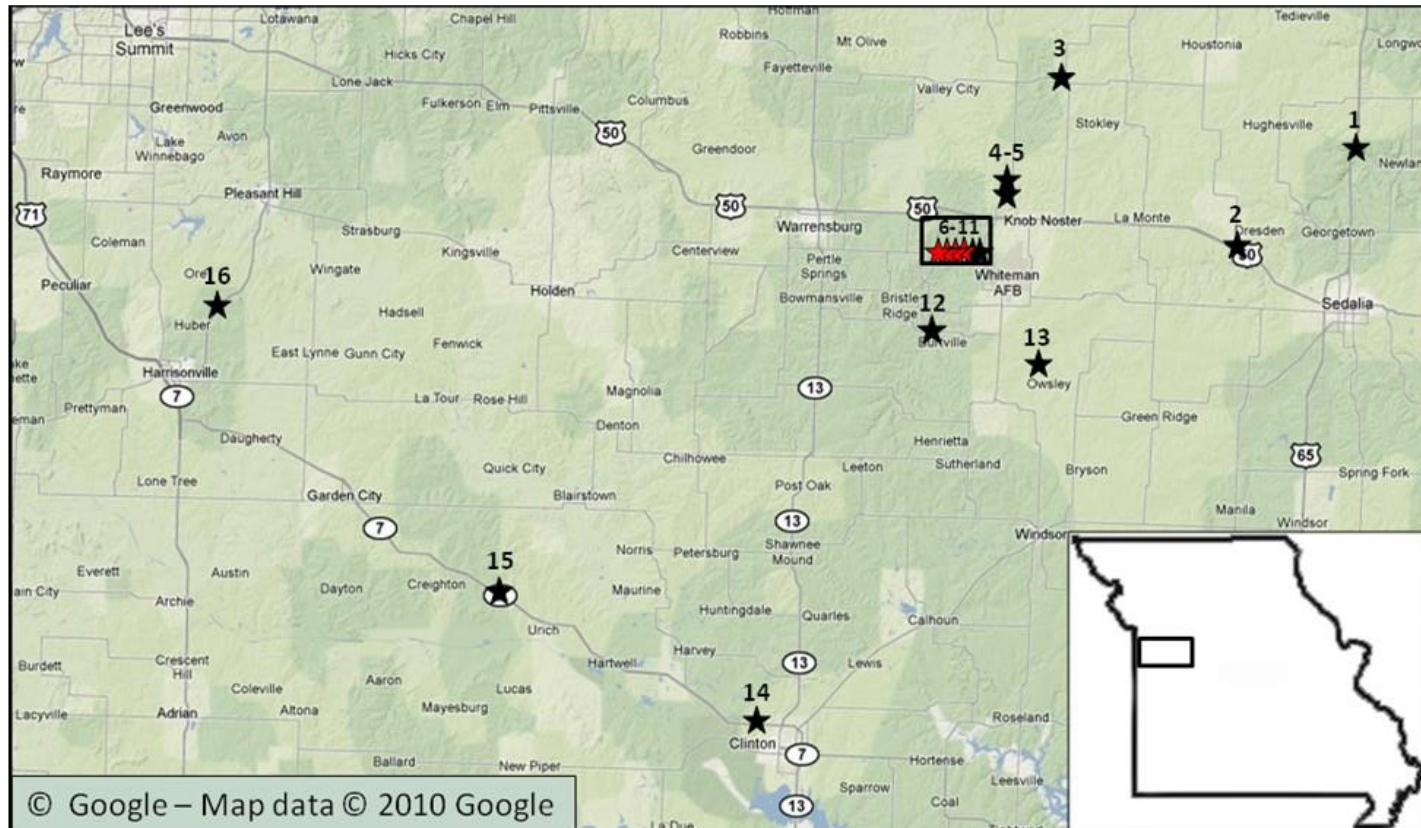 Lotawana
Chapel Hill
Hoffman
Tedieville
Lee's
Summit
Hicks City
Robbins
Mt Olive
Houstonia
3
Fayetteville
Lone Jack
Valley City
Greenwood
Fulkerson
Elm
Pittsville
Columbus
Stokley
Hughesville
1
Avon
50
Lake
Winnebago
Greendoor
4-5
Raymore
Pleasant Hill
71
50
50
Knob Noster
La Monte
2
Dresden
Georgetown
Warrensburg
6-11
Coleman
Strasburg
Kingsville
Centerview
50
Pertle
Springs
Whiteman
AFB
16
Wingate
Peculiar
Holden
Bowmansville
Bristle
Ridge
12
Sedalia
Huber
Hadsell
13
Fenwick
East Lynne
Gunn City
Harrisonville
Owsley
7
13
Magnolia
La Tour
Rose Hill
Prettyman
Denton
Green Ridge
Daugherty
Henrietta
65
Chilhowee
Quick City
Leeton
Sutherland
Bryson
Spring Fork
Lone Tree
Garden City
Blairstown
Post Oak
Manila
7
13
Windsor
Windsor
Shawnee
Mound
Norris
Petersburg
15
Everett
Austin
Dayton
Creighton
Maurine
Archie
Huntingdale
Quarles
Calhoun
Urich
Harvey
13
Lewis
Burdett
Crescent
Hill
Hartwell
Aaron
Coleville
Lucas
14
Lacyville
Adrian
Altona
Mayesburg
Roseland
Clinton
7
Ballard
New Piper
Hortense
Leesville
Sparrow
Coal
13
La Due
© Google – Map data © 2010 Google